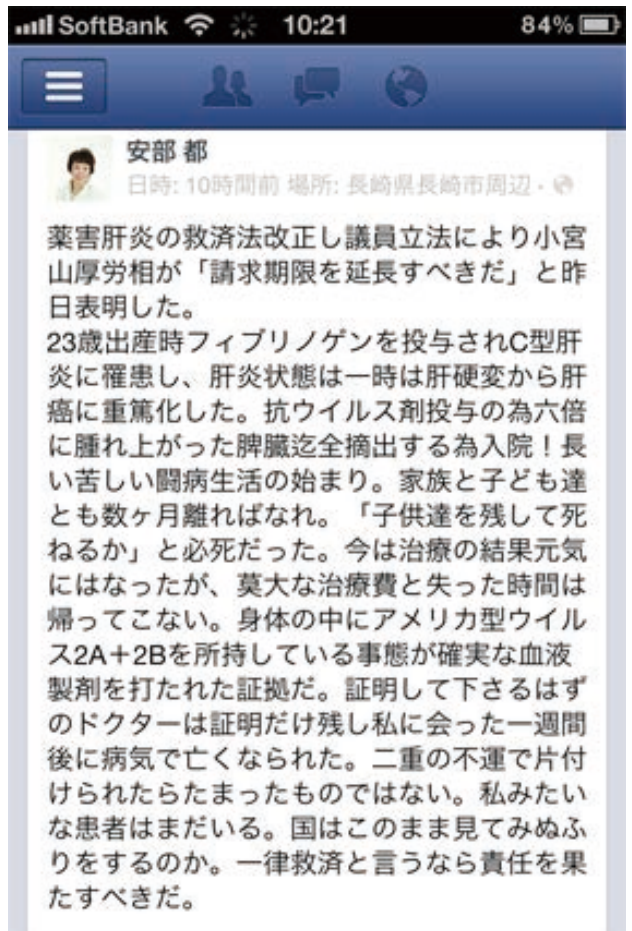 SoftBank 10:21 84%
安部 都
日時: 10時間前 場所: 長崎県長崎市周辺・
薬害肝炎の救済法改正し議員立法により小宮
山厚労相が「請求期限を延長すべきだ」と昨
日表明した。
23歳出産時フィブリノゲンを投与されC型肝
炎に罹患し、肝炎状態は一時は肝硬変から肝
癌に重篤化した。抗ウイルス剤投与の為六倍
に腫れ上がった脾臓迄全摘出する為入院！長
い苦しい闘病生活の始まり。家族と子ども達
とも数ヶ月離ればなれ。「子供達を残して死
ねるか」と必死だった。今は治療の結果元気
にはなったが、莫大な治療費と失った時間は
帰ってこない。身体の中にアメリカ型ウイル
ス2A＋2Bを所持している事態が確実な血液
製剤を打たれた証拠だ。証明して下さるはず
のドクターは証明だけ残し私に会った一週間
後に病気で亡くなられた。二重の不運で片付
けられたらたまったものではない。私みたい
な患者はまだいる。国はこのまま見てみぬふ
りをするのか。一律救済と言うなら責任を果
たすべきだ。